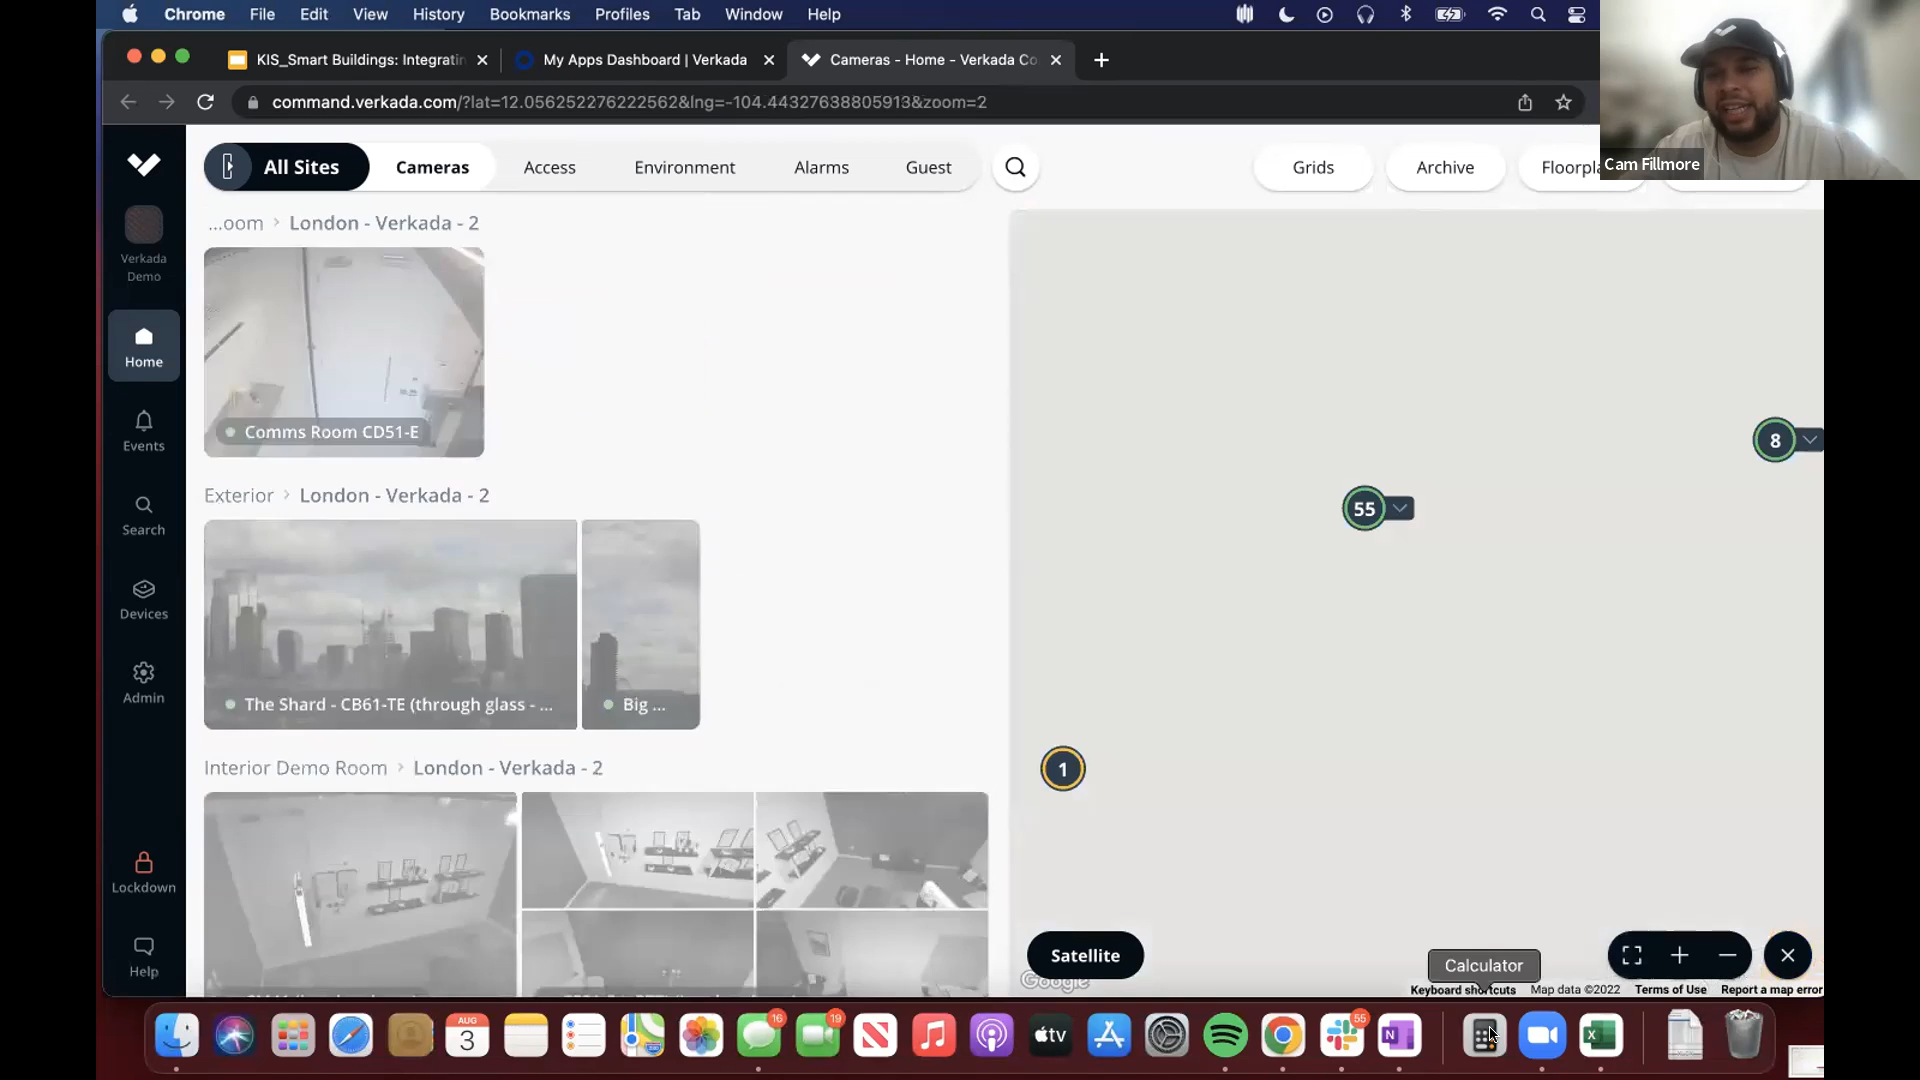 Chrome File Edit View History Bookmarks Profiles Tab Window Help
KIS_Smart Buildings: Integratin
My Apps Dashboard | Verkada
Cameras - Home - Verkada Co
command.verkada.com/?lat=12.056252276222562&lng=-104.44327638805913&zoom=2
Cam Fillmore
All Sites
Cameras
Access
Environment
Alarms
Guest
Grids
Archive
Floorpla
Verkada
Demo
Home
Events
Search
Devices
Admin
Lockdown
Help
...oom > London - Verkada - 2
Comms Room CD51-E
Exterior > London - Verkada - 2
The Shard - CB61-TE (through glass - ...
Big ...
Interior Demo Room > London - Verkada - 2
8
55
1
Satellite
Google
Calculator
Keyboard shortcuts
Map data ©2022
Terms of Use
Report a map error
AUG
3
16
19
tv
55
N
X